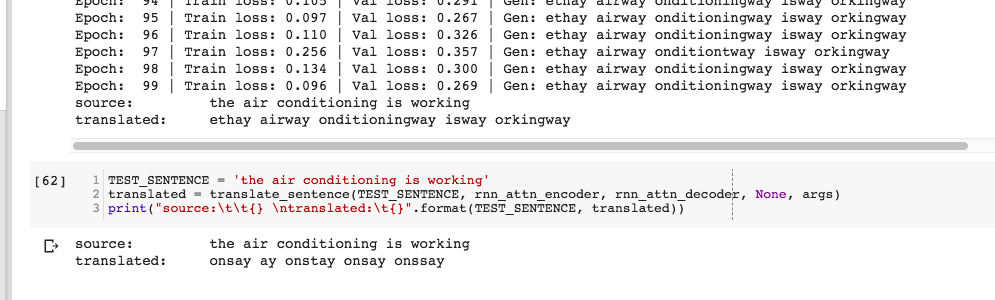 Epoch: 94 | Train loss: 0.105 | Val loss: 0.291 | Gen: ethay airway onditioningway isway orkingway
Epoch: 95 | Train loss: 0.097 | Val loss: 0.267 | Gen: ethay airway onditioningway isway orkingway
Epoch: 96 | Train loss: 0.110 | Val loss: 0.326 | Gen: ethay airway onditioningway isway orkingway
Epoch: 97 | Train loss: 0.256 | Val loss: 0.357 | Gen: ethay airway onditiontway isway orkingway
Epoch: 98 | Train loss: 0.134 | Val loss: 0.300 | Gen: ethay airway onditioningway isway orkingway
Epoch: 99 | Train loss: 0.096 | Val loss: 0.269 | Gen: ethay airway onditioningway isway orkingway
source: the air conditioning is working
translated: ethay airway onditioningway isway orkingway
[62] 1 TEST_SENTENCE = 'the air conditioning is working'
2 translated = translate_sentence(TEST_SENTENCE, rnn_attn_encoder, rnn_attn_decoder, None, args)
3 print("source:\t\t{} \ntranslated:\t{}".format(TEST_SENTENCE, translated))
source: the air conditioning is working
translated: onsay ay onstay onsay onssay